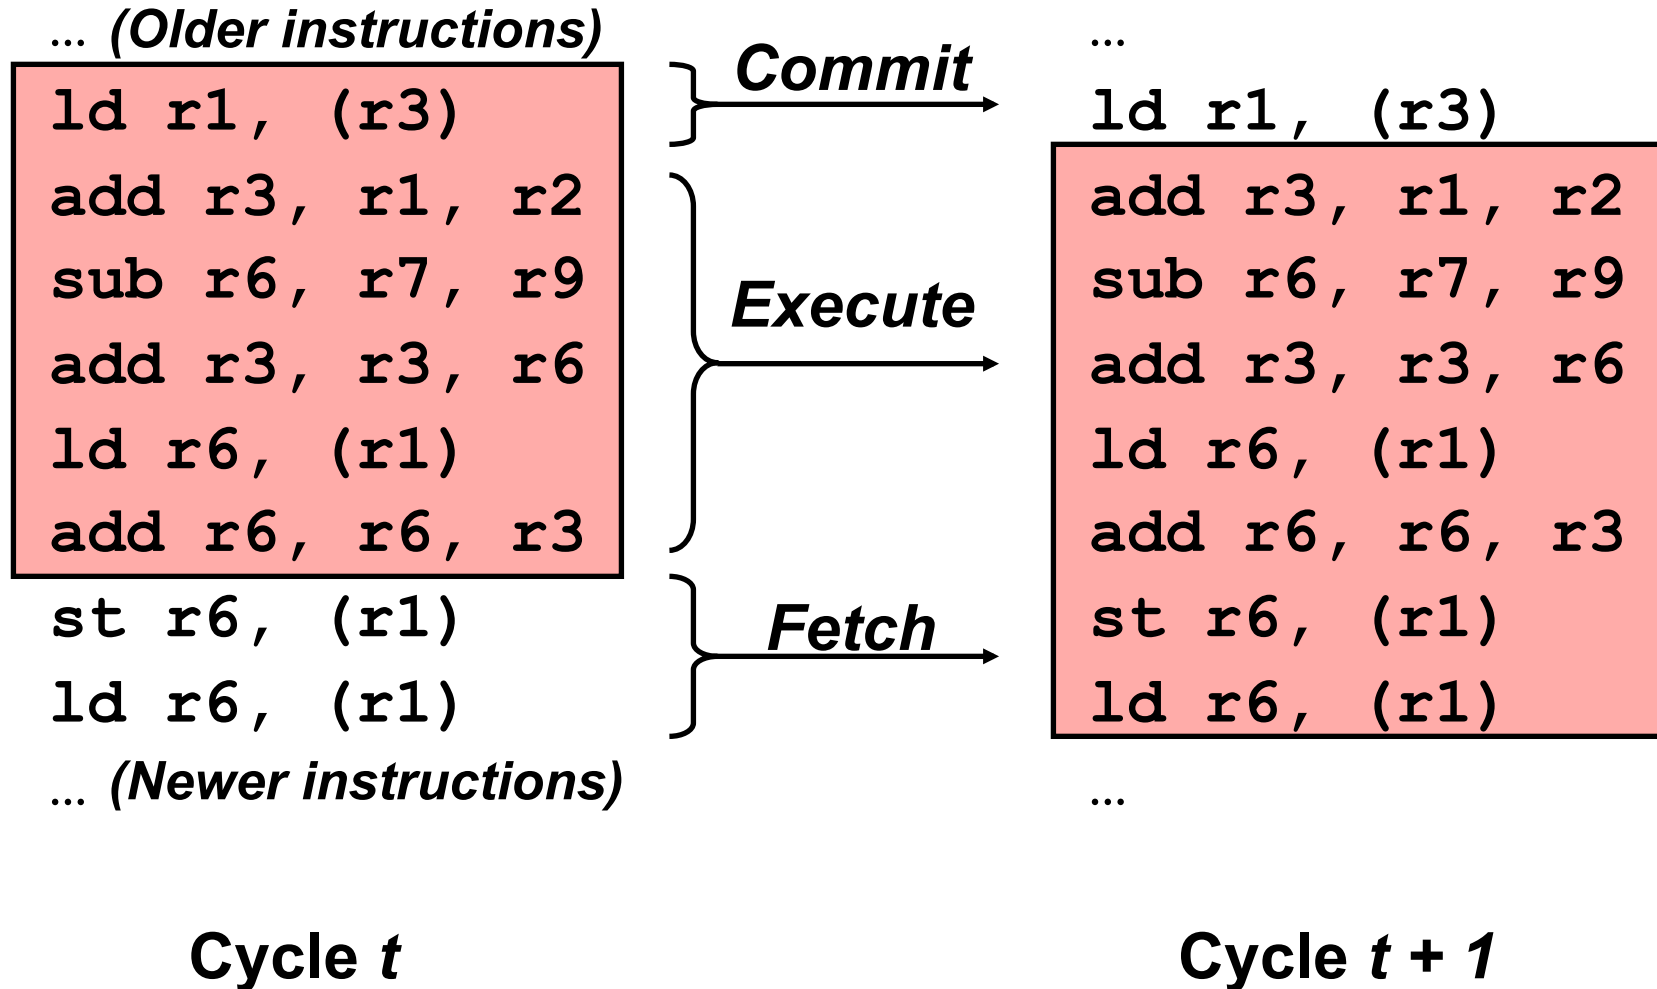 ... (Older instructions)
ld r1, (r3)
add r3, r1, r2
sub r6, r7, r9
add r3, r3, r6
ld r6, (r1)
add r6, r6, r3
st r6, (r1)
ld r6, (r1)
... (Newer instructions)
Cycle t
Commit
Execute
Fetch
...
ld r1, (r3)
add r3, r1, r2
sub r6, r7, r9
add r3, r3, r6
ld r6, (r1)
add r6, r6, r3
st r6, (r1)
ld r6, (r1)
...
Cycle t + 1